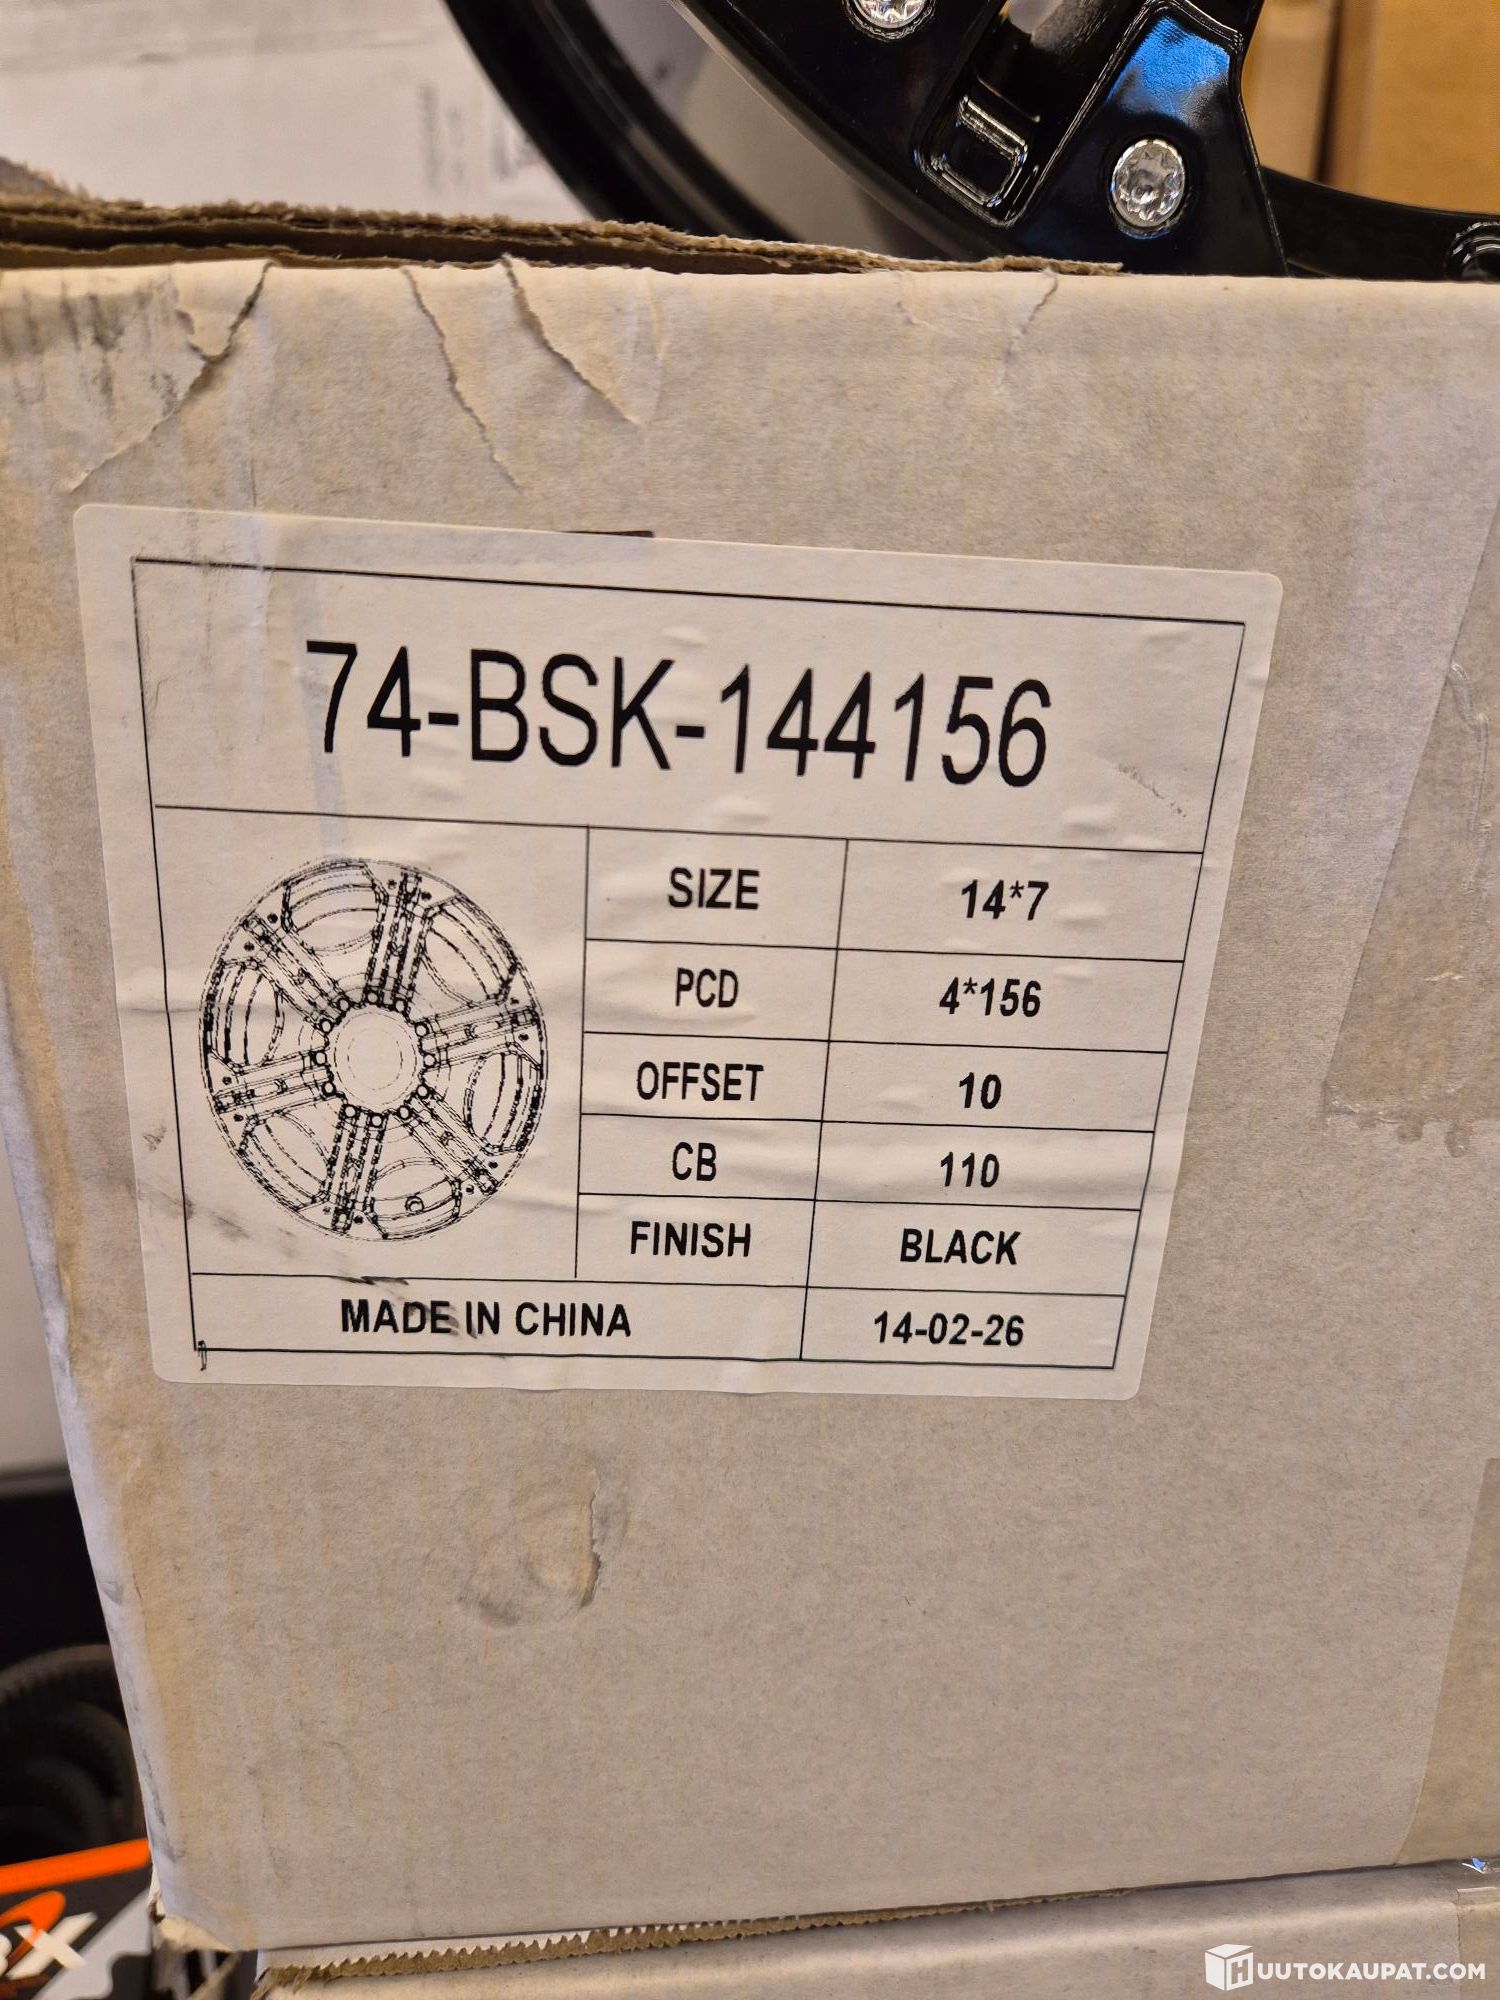 74-BSK-144156
SIZE 14*7
PCD 4*156
OFFSET 10
CB 110
FINISH BLACK
MADE IN CHINA 14-02-26
HUUTOKAUPAT.COM